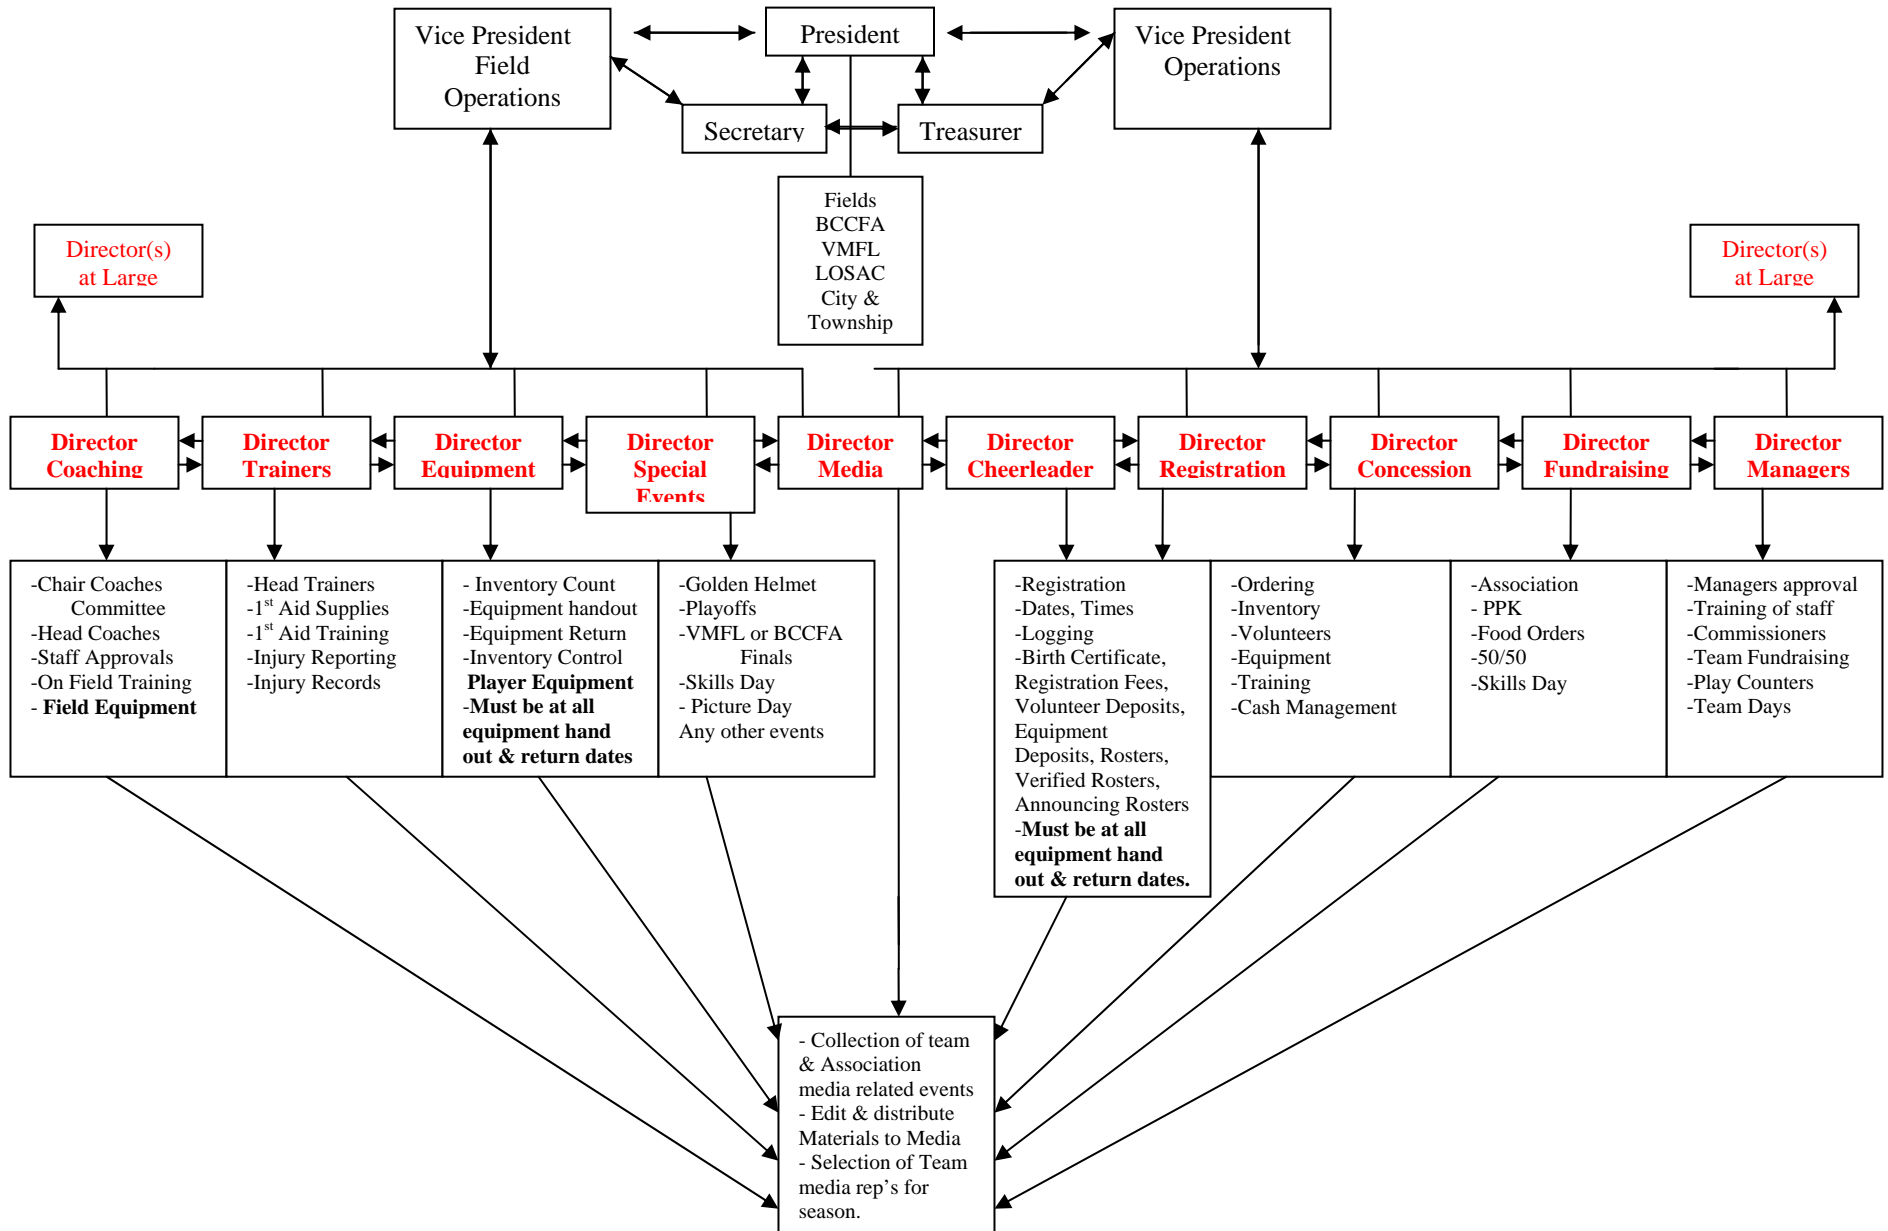 Vice President
Field
Operations
President
Vice President
Operations
Secretary
Treasurer
Fields
BCCFA
VMFL
LOSAC
City &
Township
Director(s)
at Large
Director(s)
at Large
Director
Coaching
Director
Trainers
Director
Equipment
Director
Special
Events
Director
Media
Director
Cheerleader
Director
Registration
Director
Concession
Director
Fundraising
Director
Managers
-Chair Coaches
Committee
-Head Coaches
-Staff Approvals
-On Field Training
- Field Equipment
-Head Trainers
-1st Aid Supplies
-1st Aid Training
-Injury Reporting
-Injury Records
- Inventory Count
-Equipment handout
-Equipment Return
-Inventory Control
Player Equipment
-Must be at all
equipment hand
out & return dates
-Golden Helmet
-Playoffs
-VMFL or BCCFA
Finals
-Skills Day
- Picture Day
Any other events
-Registration
-Dates, Times
-Logging
-Birth Certificate,
Registration Fees,
Volunteer Deposits,
Equipment
Deposits, Rosters,
Verified Rosters,
Announcing Rosters
-Must be at all
equipment hand
out & return dates.
-Ordering
-Inventory
-Volunteers
-Equipment
-Training
-Cash Management
-Association
- PPK
-Food Orders
-50/50
-Skills Day
-Managers approval
-Training of staff
-Commissioners
-Team Fundraising
-Play Counters
-Team Days
- Collection of team
& Association
media related events
- Edit & distribute
Materials to Media
- Selection of Team
media rep's for
season.